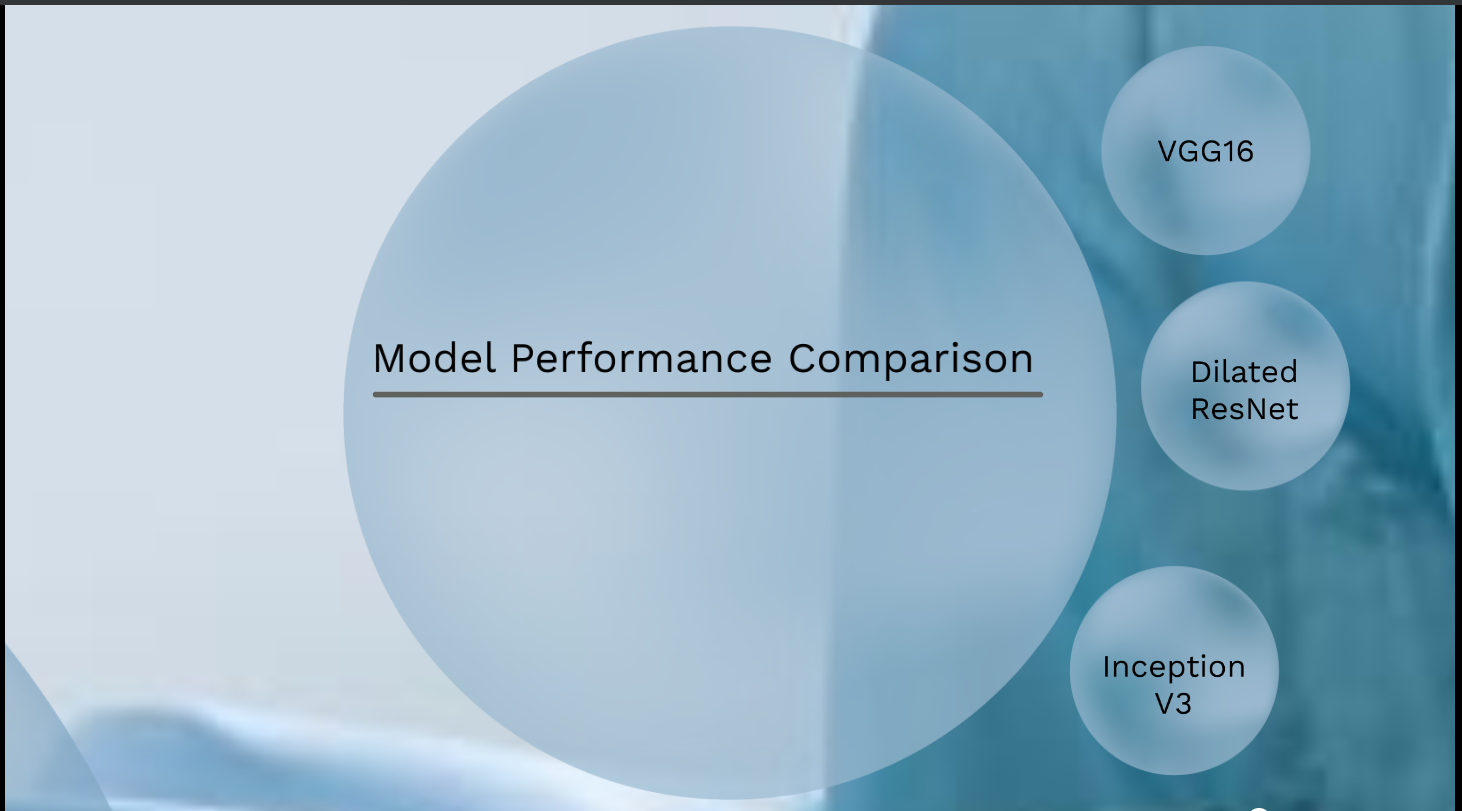 Model Performance Comparison
VGG16
Dilated
ResNet
Inception
V3